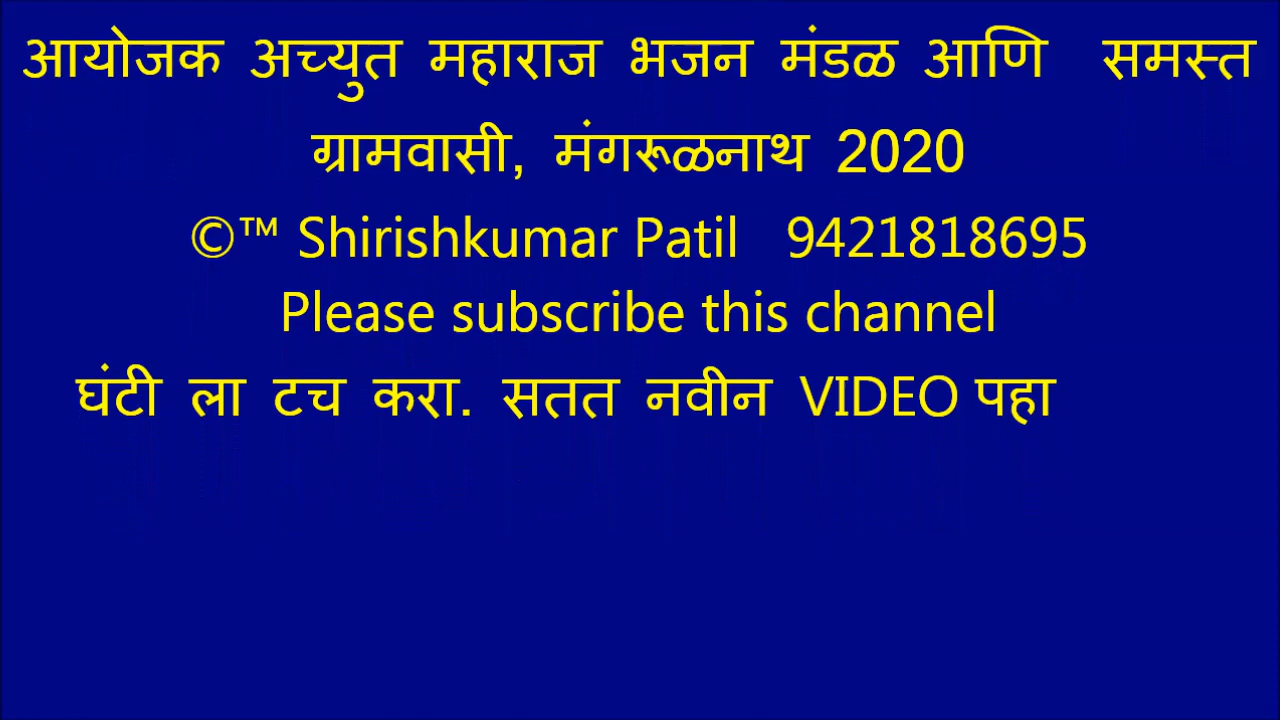 आयोजक अच्युत महाराज भजन मंडळ आणि समस्त
ग्रामवासी, मंगरूळनाथ 2020
©™ Shirishkumar Patil 9421818695
Please subscribe this channel
घंटी ला टच करा. सतत नवीन VIDEO पहा